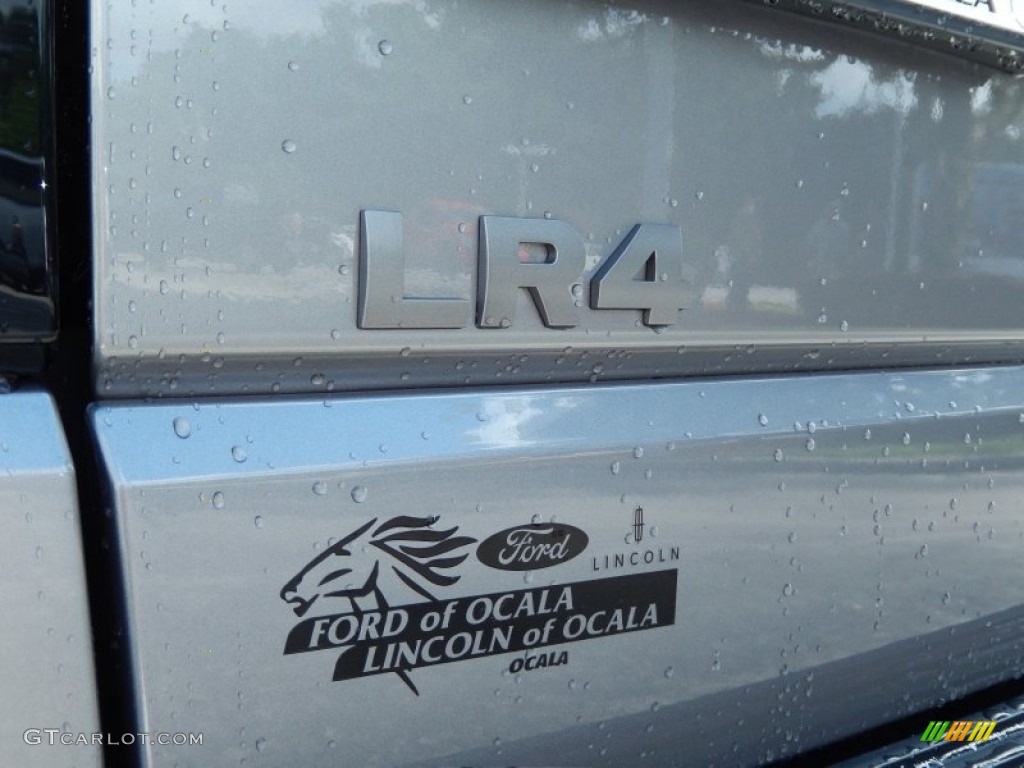 LR4
Ford
LINCOLN
FORD of OCALA
LINCOLN of OCALA
OCALA
GTCARLOT.COM